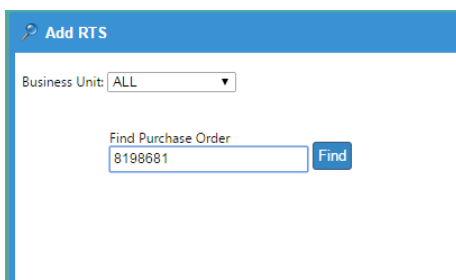 Add RTS
Business Unit: ALL
Find Purchase Order
8198681 Find